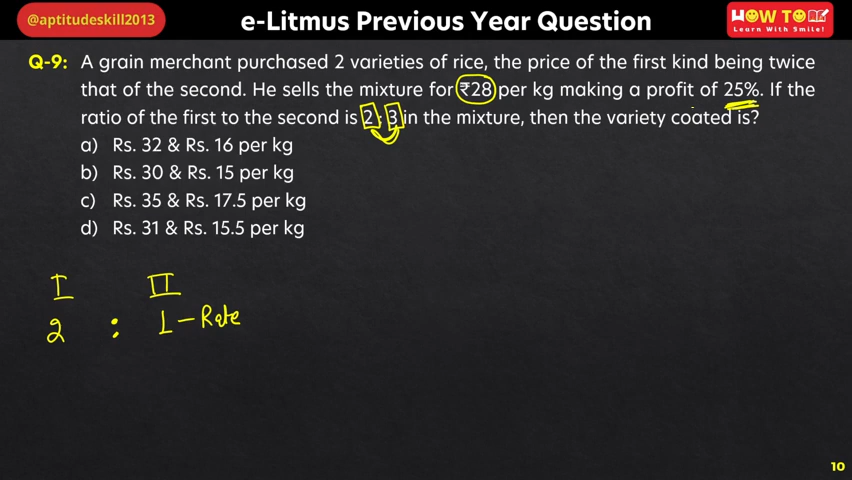 @aptitudeskill2013
e-Litmus Previous Year Question
HOW TO
Learn With Smile!
Q-9: A grain merchant purchased 2 varieties of rice, the price of the first kind being twice
that of the second. He sells the mixture for ₹28 per kg making a profit of 25%. If the
ratio of the first to the second is 2:3 in the mixture, then the variety coated is?
a) Rs. 32 & Rs. 16 per kg
b) Rs. 30 & Rs. 15 per kg
c) Rs. 35 & Rs. 17.5 per kg
d) Rs. 31 & Rs. 15.5 per kg
I II
2 : 1 - Rate
10